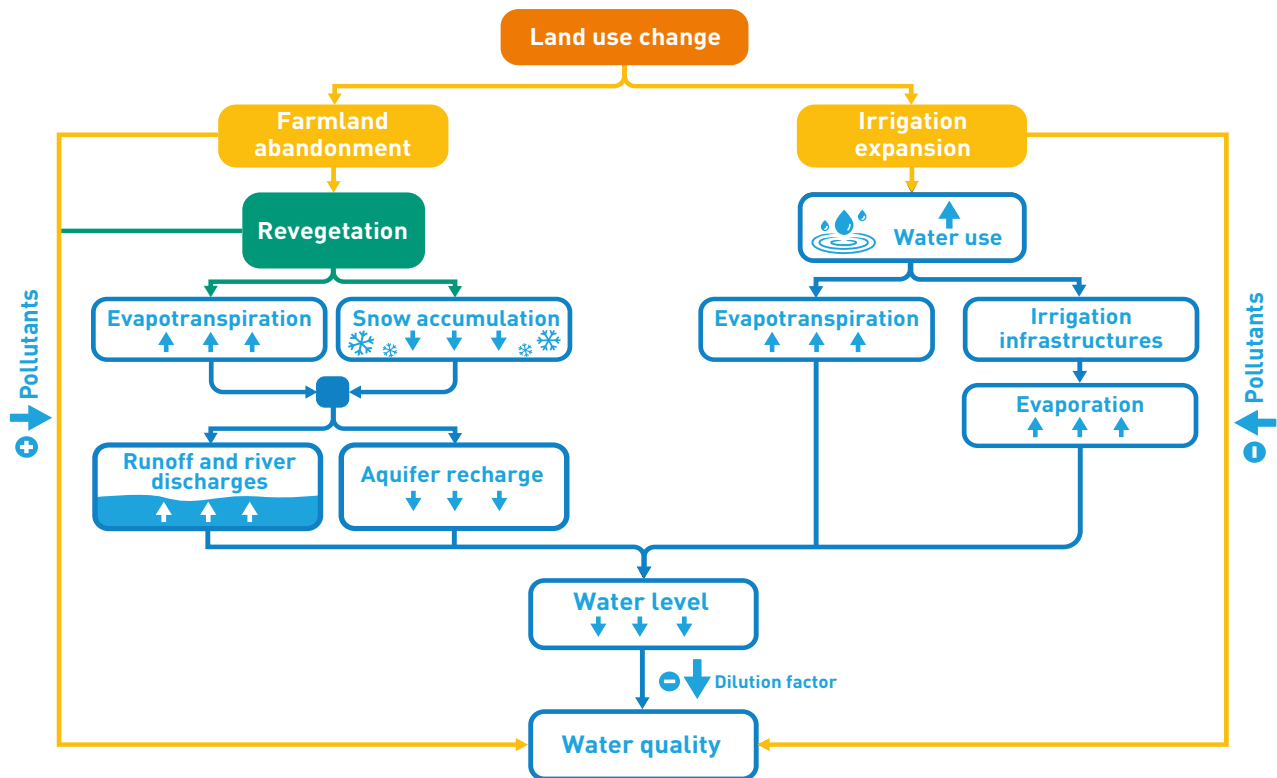 Land use change
Farmland
abandonment
Irrigation
expansion
Revegetation
Water use
Evapotranspiration
Snow accumulation
Evapotranspiration
Irrigation
infrastructures
Pollutants
Pollutants
Evaporation
Runoff and river
discharges
Aquifer recharge
Water level
Dilution factor
Water quality